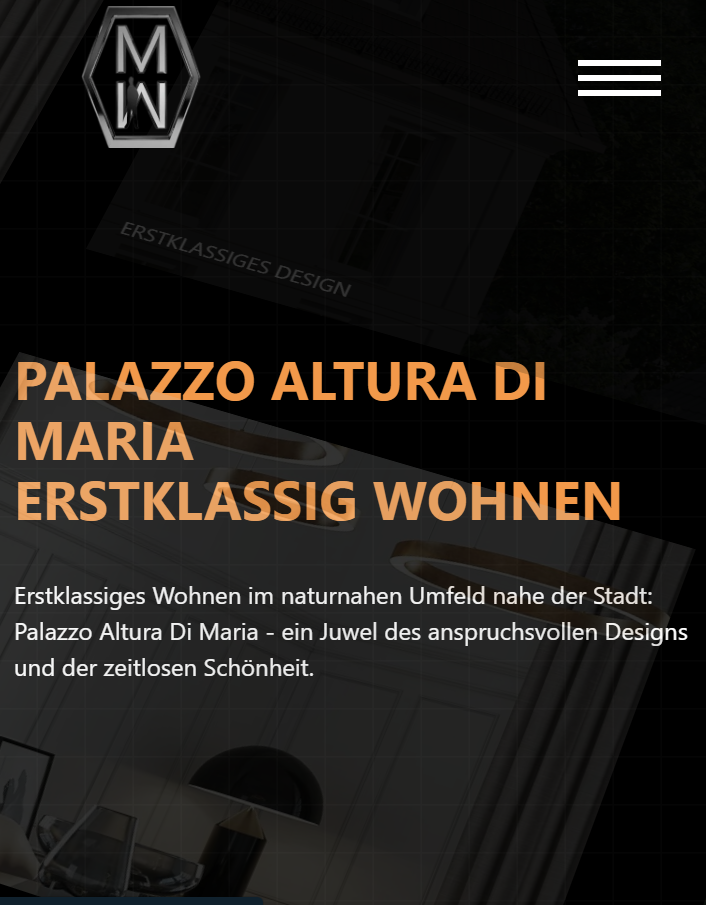 M
M
ERSTKLASSIGES DESIGN
PALAZZO ALTURA DI
MARIA
ERSTKLASSIG WOHNEN
Erstklassiges Wohnen im naturnahen Umfeld nahe der Stadt:
Palazzo Altura Di Maria - ein Juwel des anspruchsvollen Designs
und der zeitlosen Schönheit.